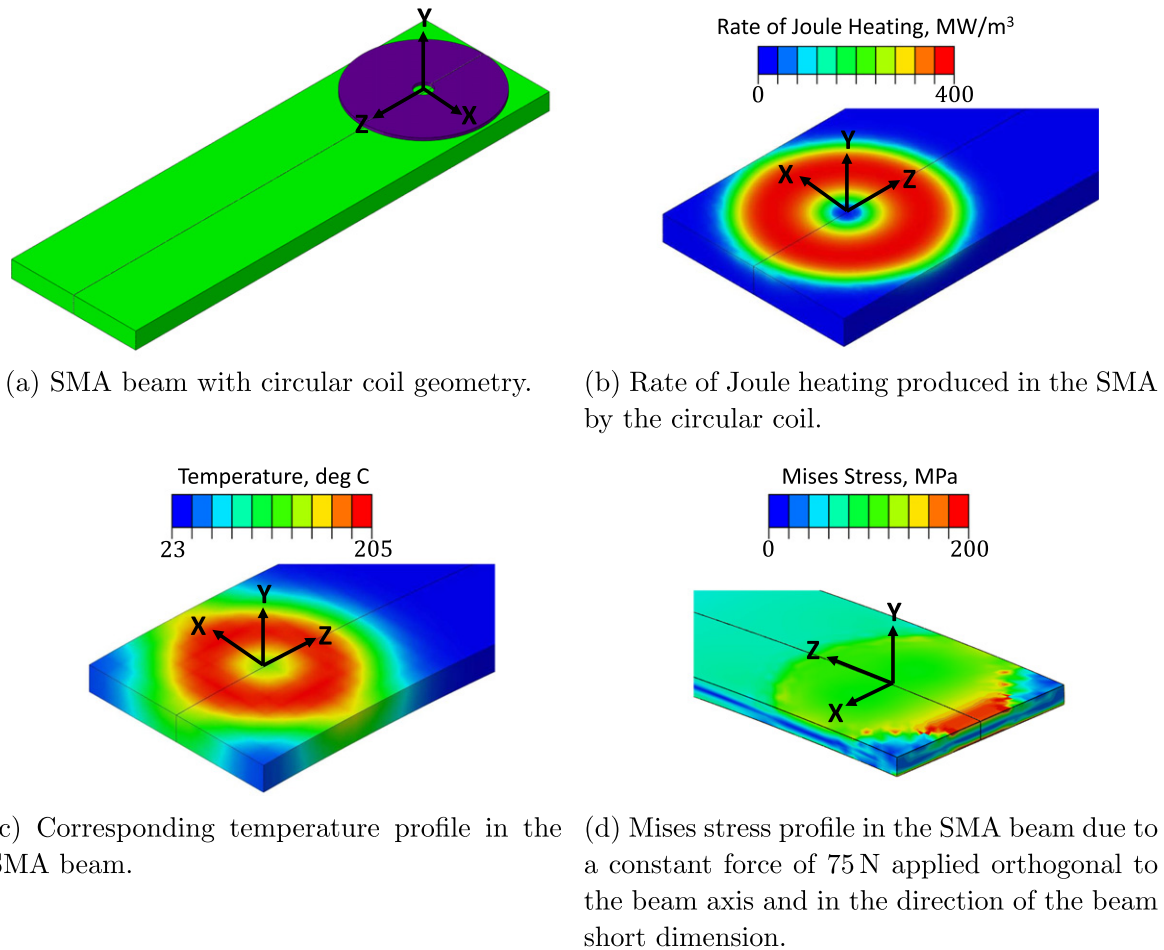 Y
Z
X
(a) SMA beam with circular coil geometry.
Rate of Joule Heating, MW/m³
0 400
Y
X
Z
(b) Rate of Joule heating produced in the SMA
by the circular coil.
Temperature, deg C
23 205
Y
X
Z
c) Corresponding temperature profile in the
SMA beam.
Mises Stress, MPa
0 200
Y
Z
X
(d) Mises stress profile in the SMA beam due to
a constant force of 75 N applied orthogonal to
the beam axis and in the direction of the beam
short dimension.